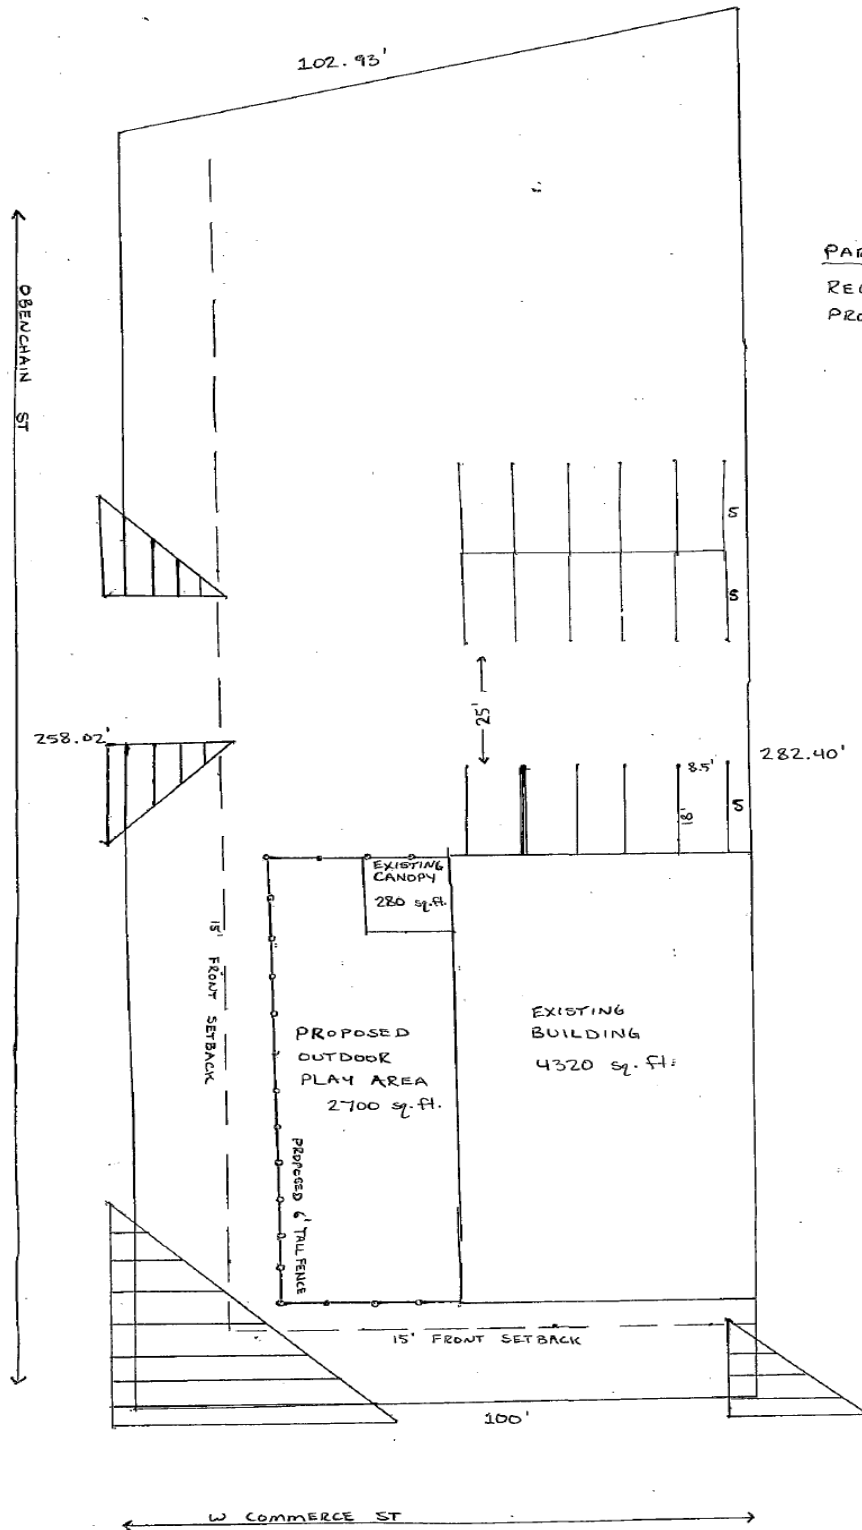 102.93'
OBENCHAIN ST
PAR
REQ
PRO
S
S
25'
258.02'
282.40'
8.5'
18'
S
EXISTING
CANOPY
280 sq.ft.
15' FRONT SETBACK
EXISTING
BUILDING
4320 sq.ft.
PROPOSED
OUTDOOR
PLAY AREA
2700 sq.ft.
PROPOSED 6' TALL FENCE
15' FRONT SETBACK
100'
W COMMERCE ST